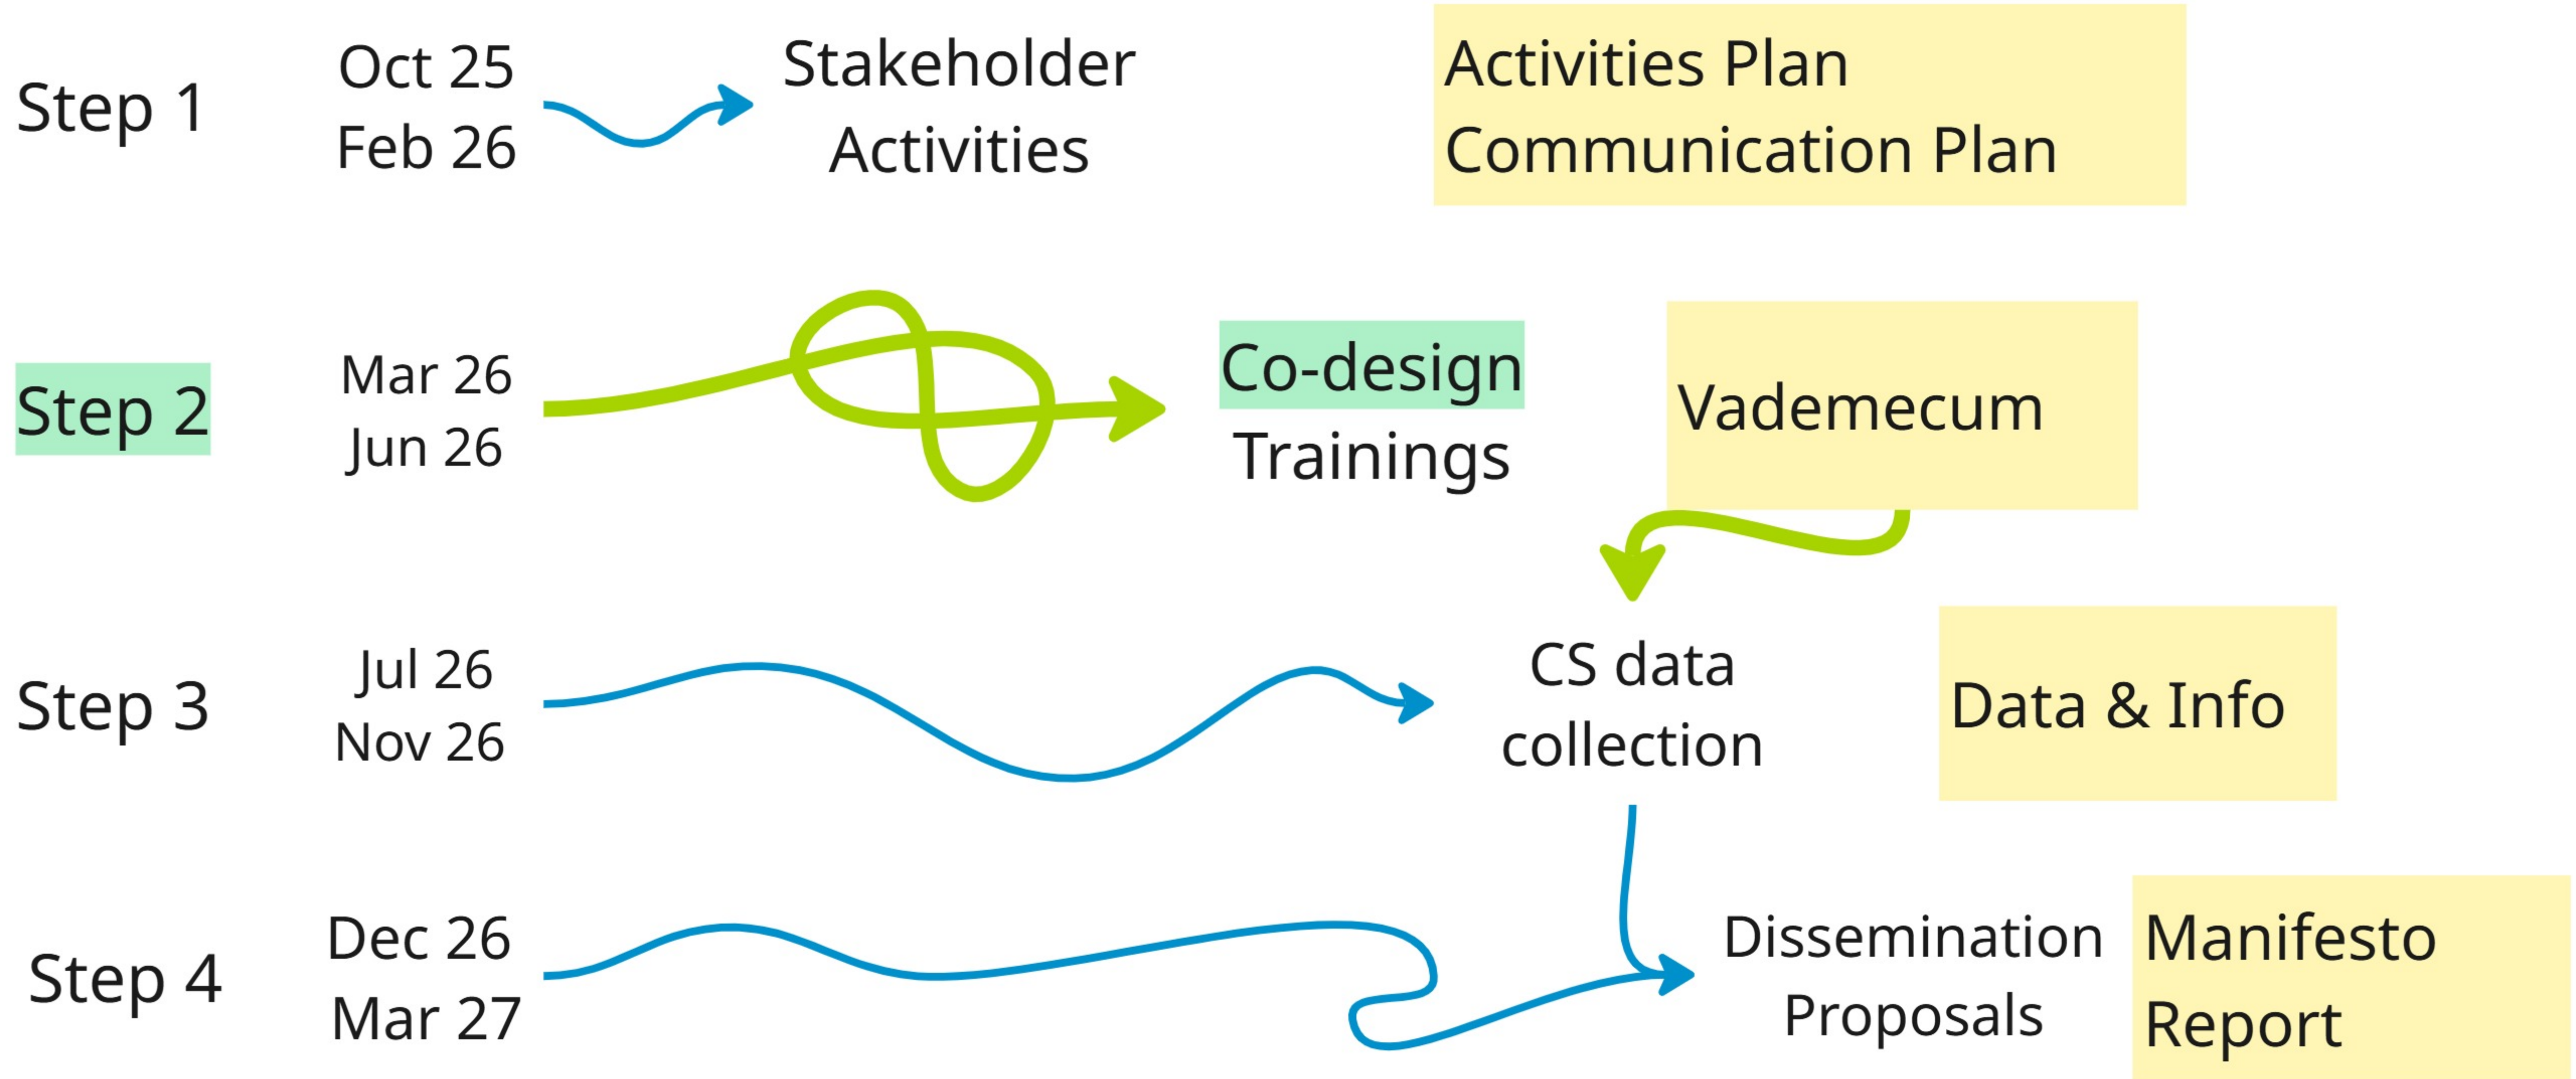 Step 1
Oct 25
Feb 26
Stakeholder
Activities
Activities Plan
Communication Plan
Step 2
Mar 26
Jun 26
Co-design
Trainings
Vademecum
Step 3
Jul 26
Nov 26
CS data
collection
Data & Info
Step 4
Dec 26
Mar 27
Dissemination
Proposals
Manifesto
Report